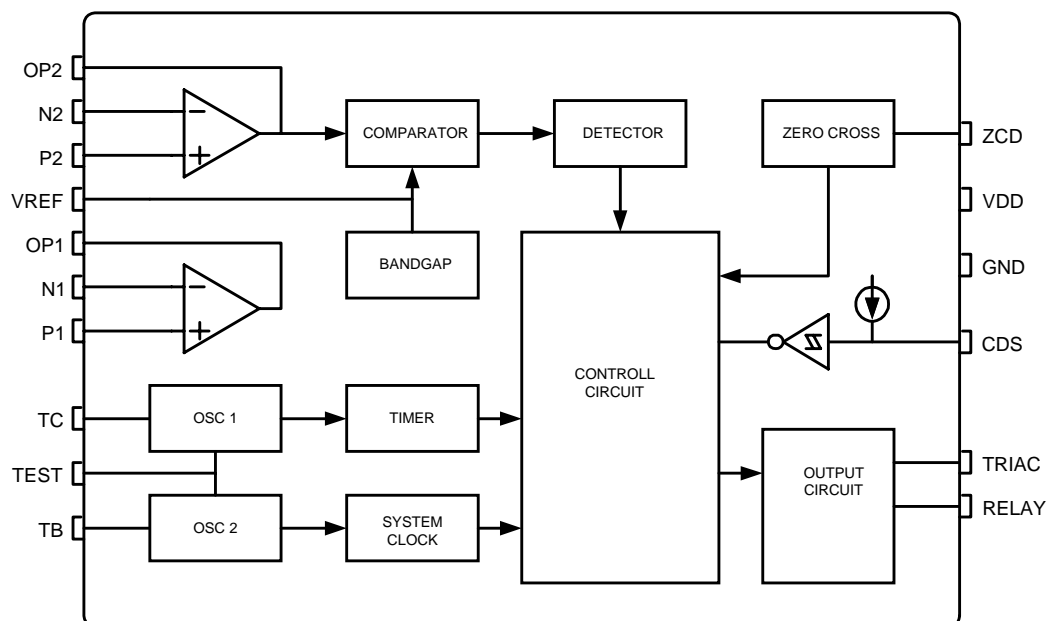 OP2
N2
P2
VREF
OP1
N1
P1
TC
TEST
TB
−
+
−
+
COMPARATOR
DETECTOR
ZERO CROSS
BANDGAP
CONTROLL
CIRCUIT
OSC 1
TIMER
OSC 2
SYSTEM
CLOCK
OUTPUT
CIRCUIT
ZCD
VDD
GND
CDS
TRIAC
RELAY